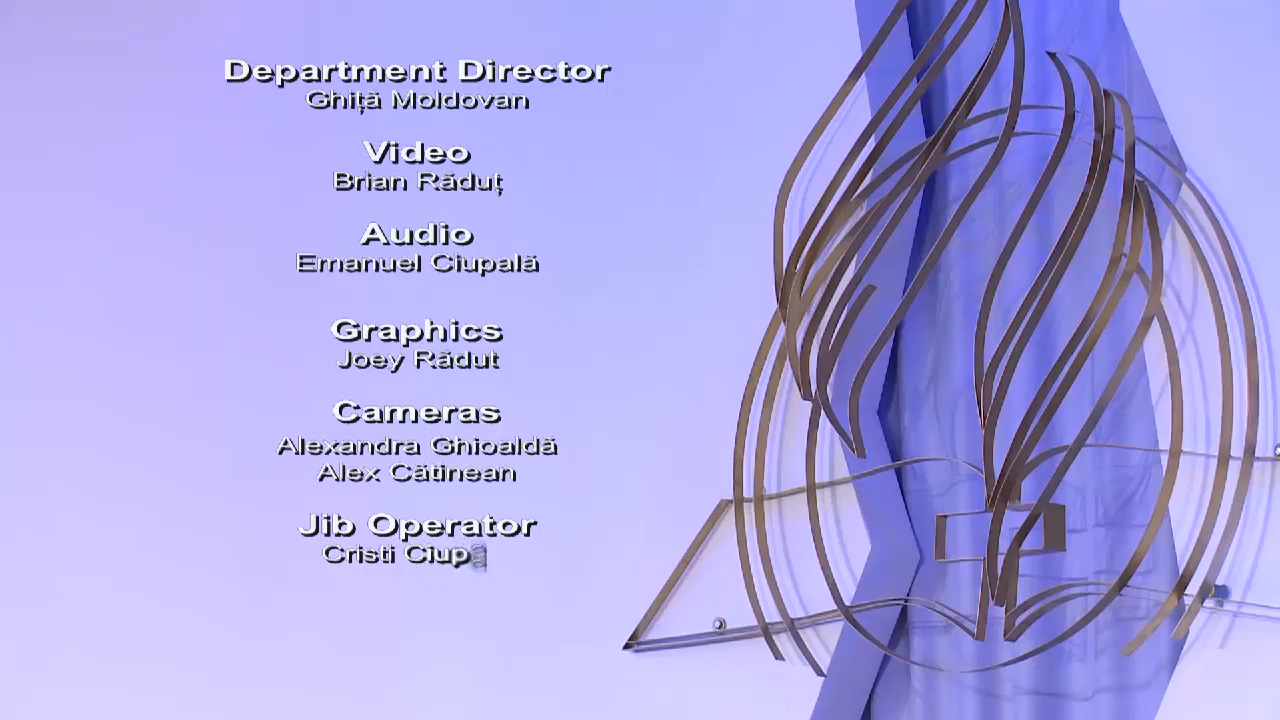 Department Director
Ghiță Moldovan
Video
Brian Răduț
Audio
Emanuel Ciupală
Graphics
Joey Răduț
Cameras
Alexandra Ghioaldă
Alex Cătinean
Jib Operator
Cristi